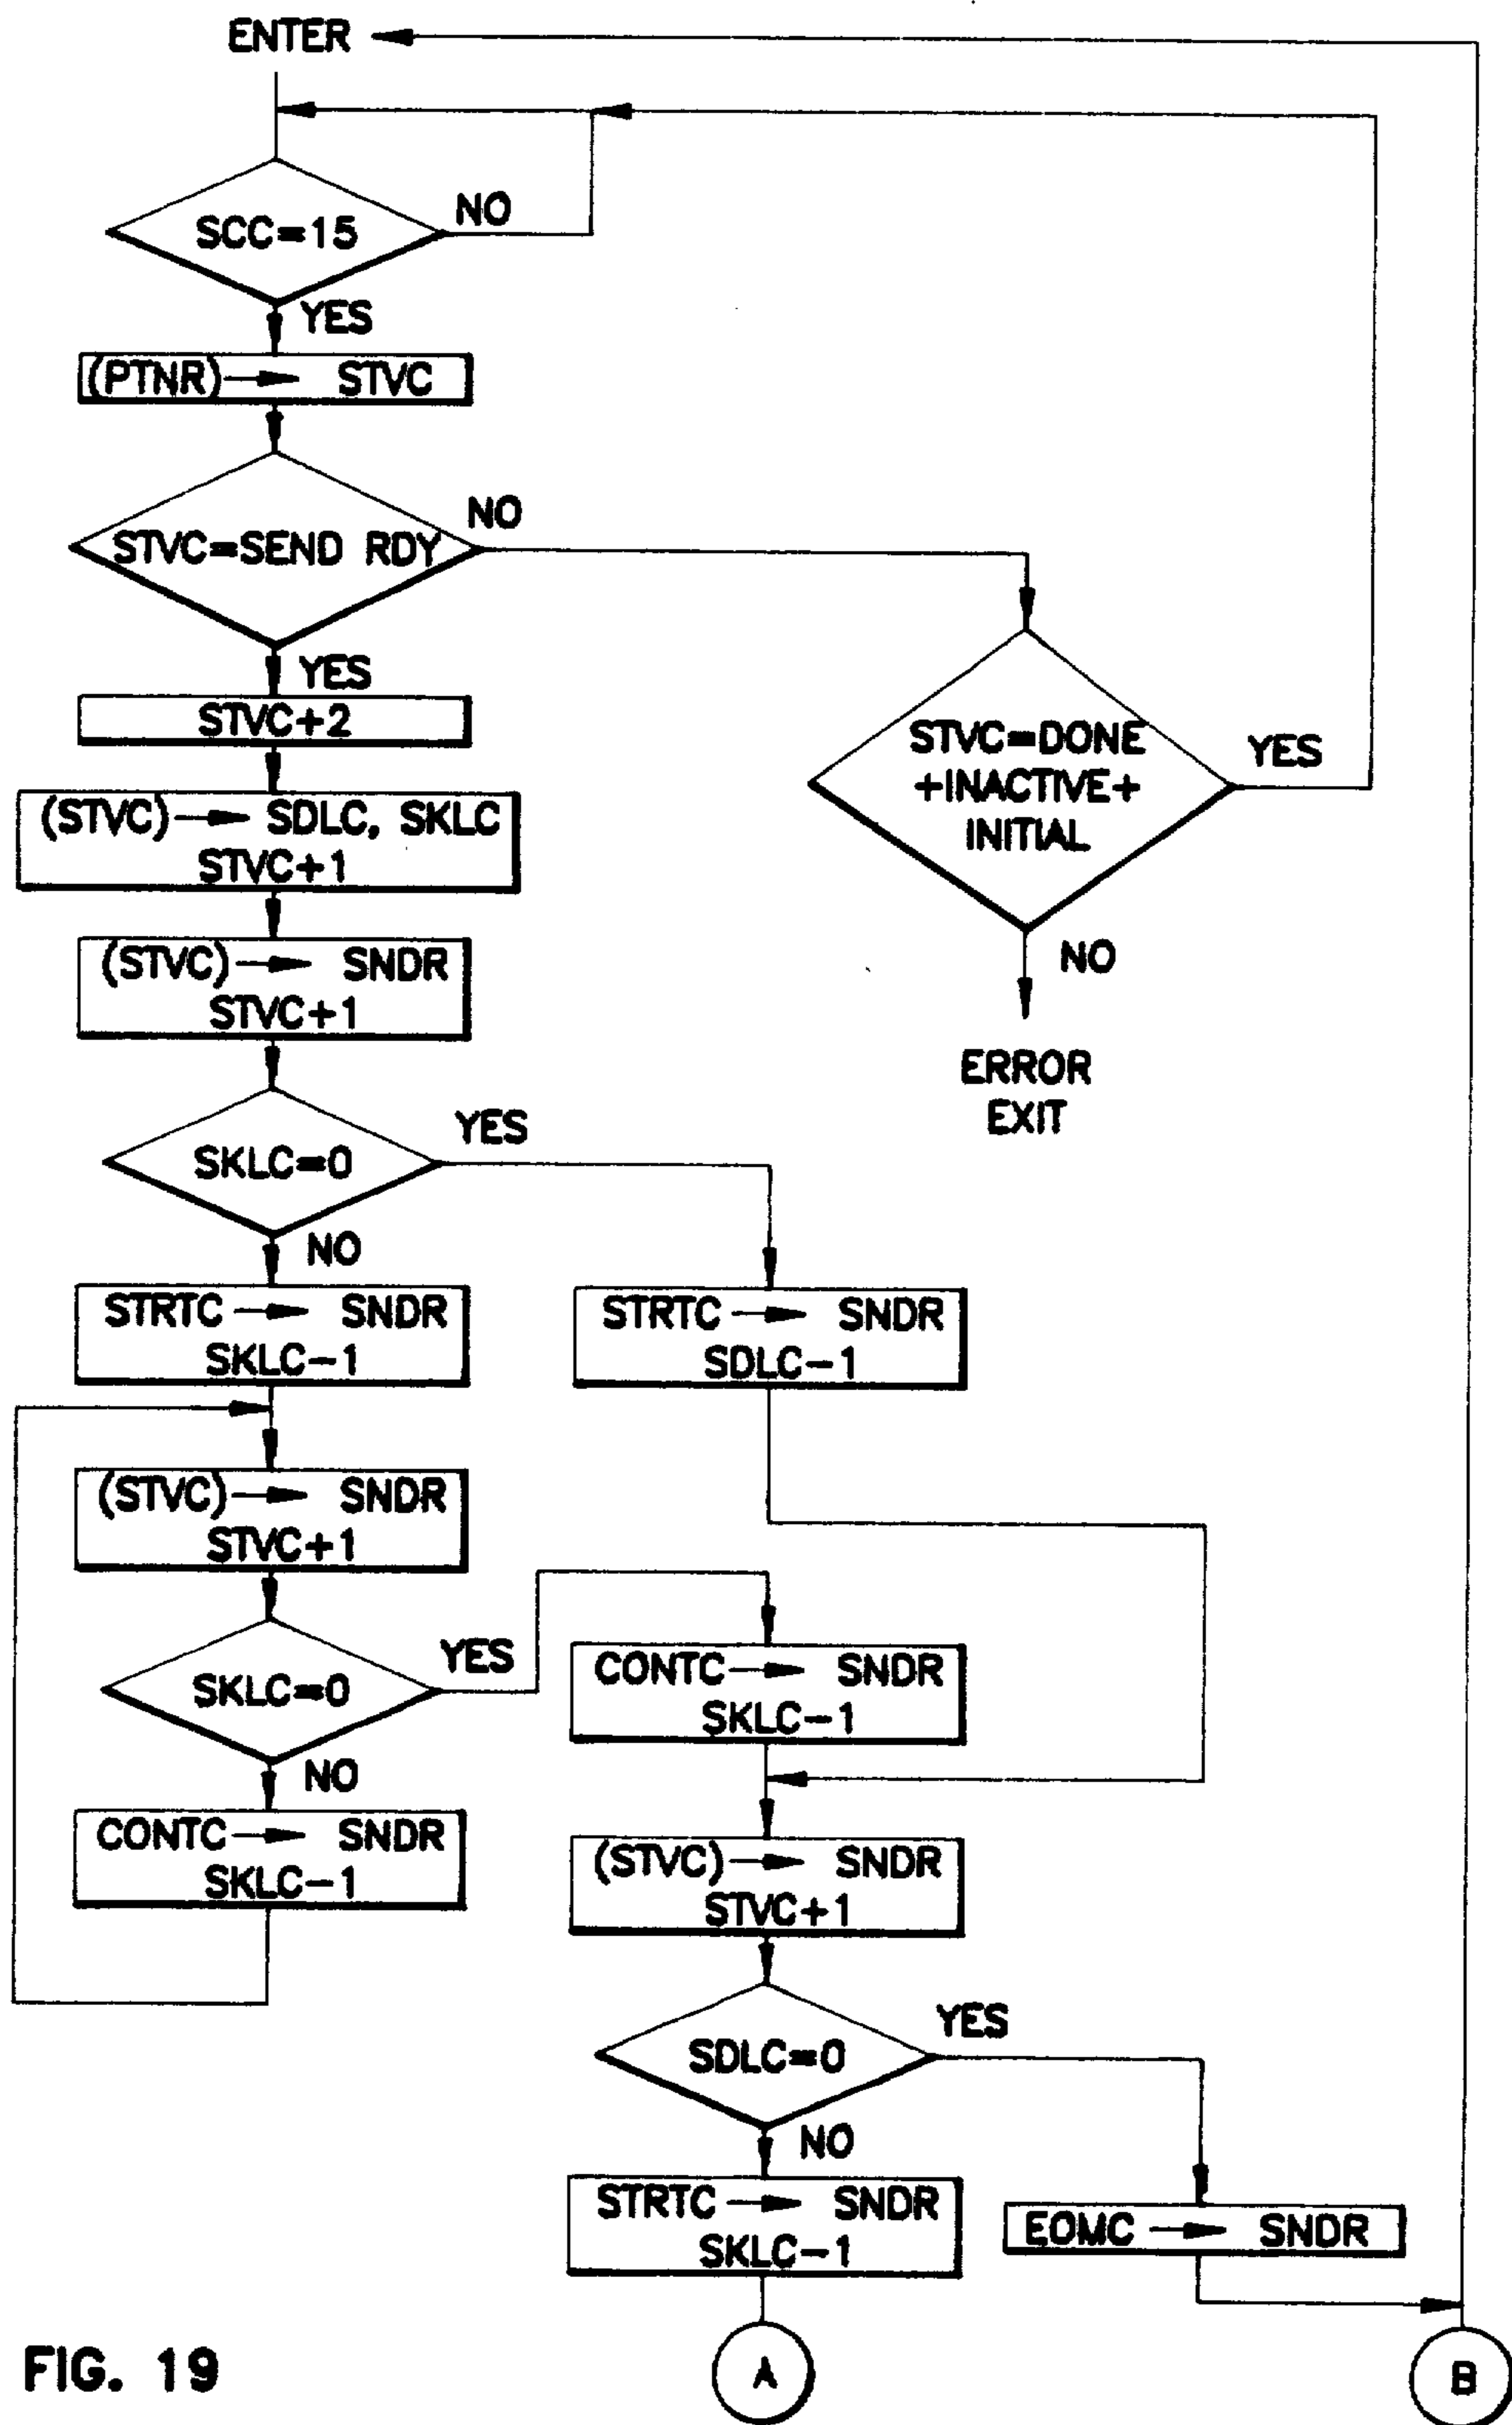 ENTER
SCC=15
NO
YES
(PTNR)→ STVC
STVC=SEND RDY
NO
YES
STVC+2
STVC=DONE
+INACTIVE+
INITIAL
YES
NO
ERROR
EXIT
(STVC)→ SDLC, SKLC
STVC+1
(STVC)→ SNDR
STVC+1
SKLC=0
YES
NO
STRTC→ SNDR
SKLC-1
STRTC→ SNDR
SDLC-1
(STVC)→ SNDR
STVC+1
SKLC=0
YES
NO
CONTC→ SNDR
SKLC-1
CONTC→ SNDR
SKLC-1
(STVC)→ SNDR
STVC+1
SDLC=0
YES
NO
STRTC→ SNDR
SKLC-1
EOMC→ SNDR
A
B
FIG. 19